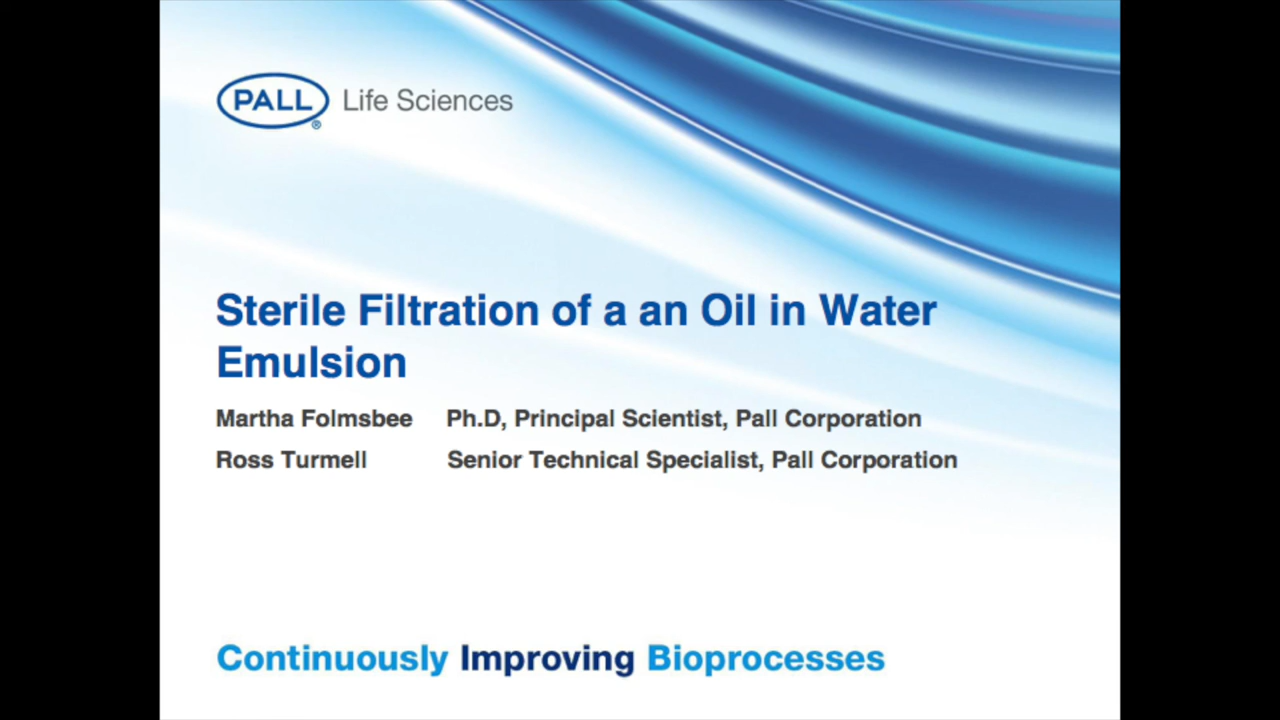 PALL® Life Sciences
Sterile Filtration of a an Oil in Water
Emulsion
Martha Folmsbee Ph.D, Principal Scientist, Pall Corporation
Ross Turmell Senior Technical Specialist, Pall Corporation
Continuously Improving Bioprocesses